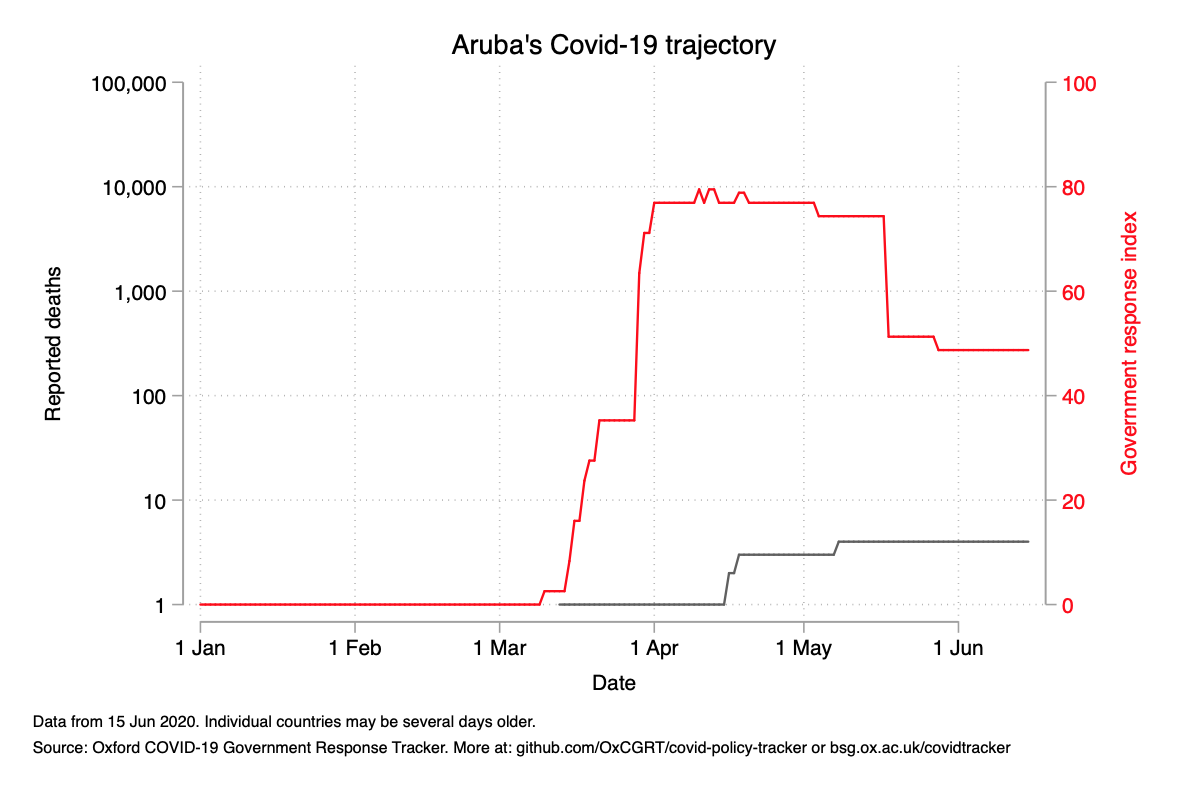 Aruba's Covid-19 trajectory
100,000
10,000
1,000
100
10
1
Reported deaths
100
80
60
40
20
0
Government response index
1 Jan
1 Feb
1 Mar
1 Apr
1 May
1 Jun
Date
Data from 15 Jun 2020. Individual countries may be several days older.
Source: Oxford COVID-19 Government Response Tracker. More at: github.com/OxCGRT/covid-policy-tracker or bsg.ox.ac.uk/covidtracker